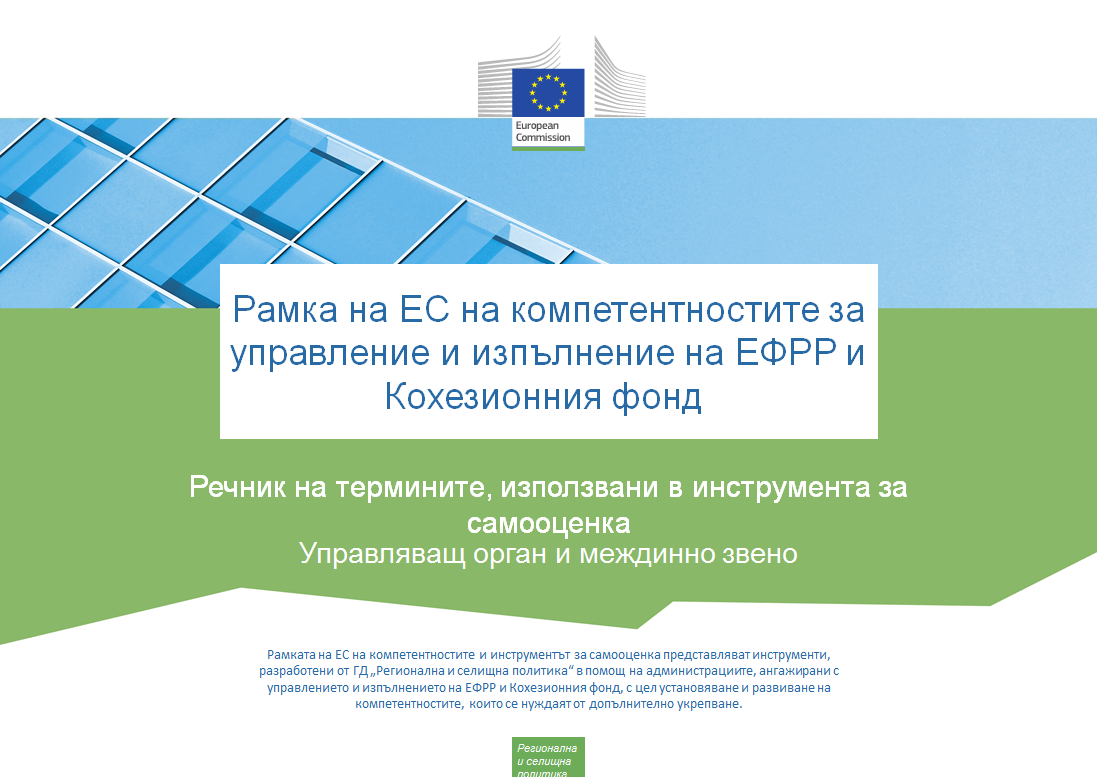 European
Commission
Рамка на ЕС на компетентностите за
управление и изпълнение на ЕФРР и
Кохезионния фонд
Речник на термините, използвани в инструмента за
самооценка
Управляващ орган и междинно звено
Рамката на ЕС на компетентностите и инструментът за самооценка представляват инструменти,
разработени от ГД „Регионална и селищна политика“ в помощ на администрациите, ангажирани с
управлението и изпълнението на ЕФРР и Кохезионния фонд, с цел установяване и развиване на
компетентностите, които се нуждаят от допълнително укрепване.
Регионална
и селищна
политика